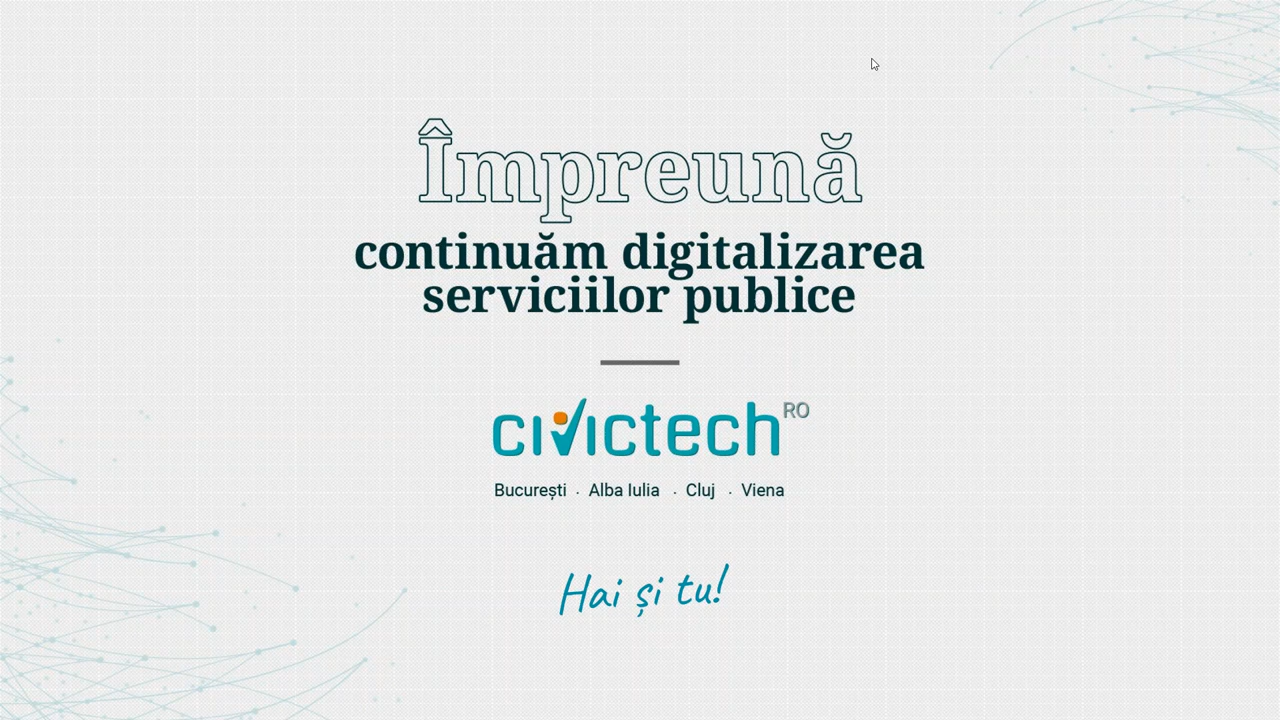 Împreună
continuăm digitalizarea
serviciilor publice
civictech RO
București · Alba Iulia · Cluj · Viena
Hai și tu!